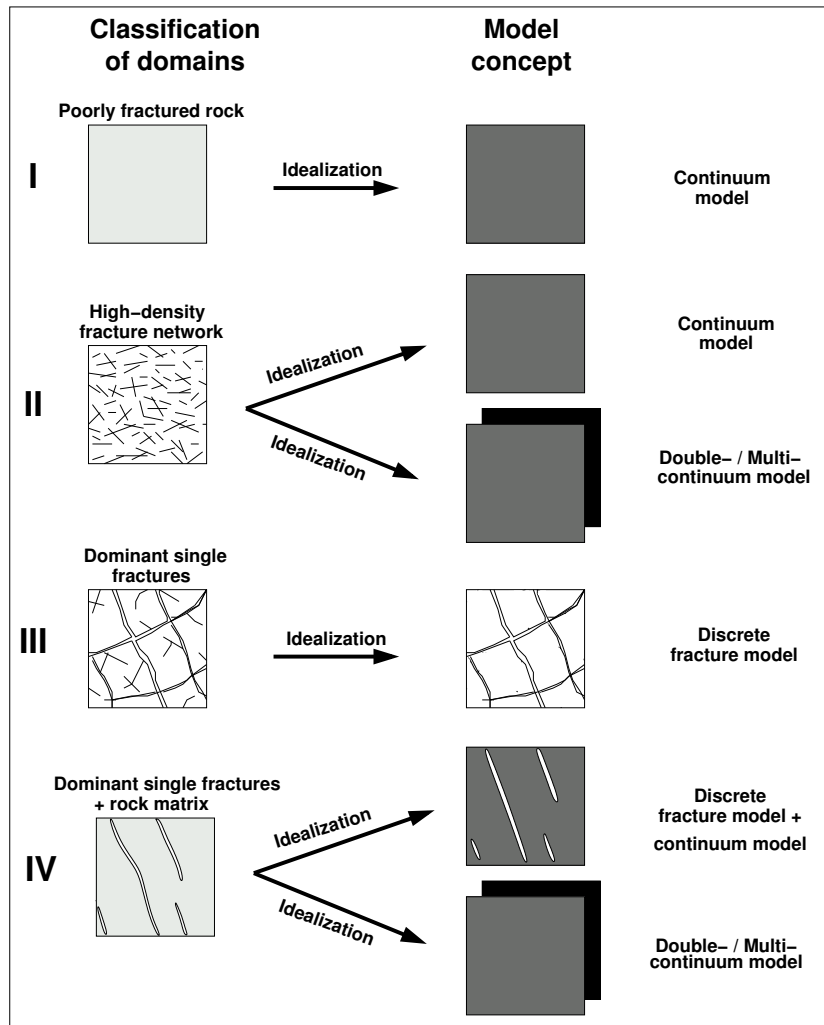 Classification
of domains
Model
concept
Poorly fractured rock
I
Idealization
Continuum
model
High–density
fracture network
II
Idealization
Idealization
Continuum
model
Double– / Multi–
continuum model
Dominant single
fractures
III
Idealization
Discrete
fracture model
Dominant single fractures
+ rock matrix
IV
Idealization
Idealization
Discrete
fracture model +
continuum model
Double– / Multi–
continuum model